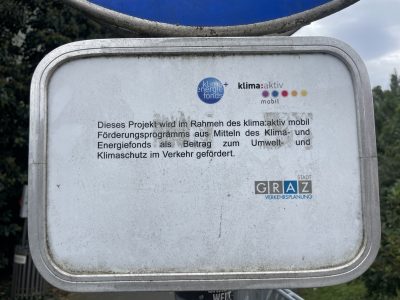 klima+
energie
fonds
klima:aktiv
mobil
Dieses Projekt wird im Rahmen des klima:aktiv mobil
Förderungsprogramms aus Mitteln des Klima- und
Energiefonds als Beitrag zum Umwelt- und
Klimaschutz im Verkehr gefördert.
STADT
GRAZ
VERKEHRSPLANUNG
WEIT